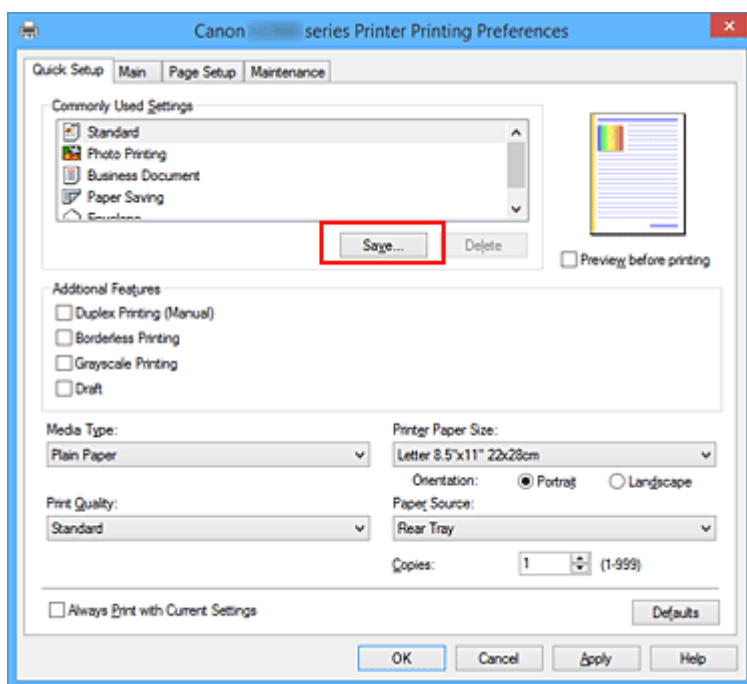 Canon series Printer Printing Preferences
Quick Setup Main Page Setup Maintenance
Commonly Used Settings
Standard
Photo Printing
Business Document
Paper Saving
Envelope
Save... Delete
Preview before printing
Additional Features
Duplex Printing (Manual)
Borderless Printing
Grayscale Printing
Draft
Media Type: Printer Paper Size:
Plain Paper Letter 8.5"x11" 22x28cm
Orientation: Portrait Landscape
Print Quality: Paper Source:
Standard Rear Tray
Copies: 1 (1-999)
Always Print with Current Settings Defaults
OK Cancel Apply Help